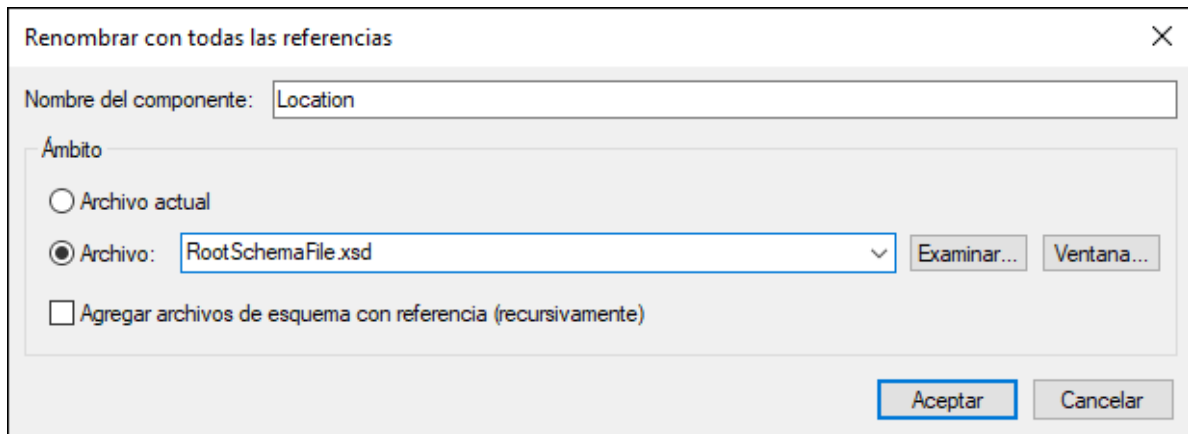 Renombrar con todas las referencias
Nombre del componente: Location
Ámbito
Archivo actual
Archivo: RootSchemaFile.xsd Examinar... Ventana...
Agregar archivos de esquema con referencia (recursivamente)
Aceptar Cancelar